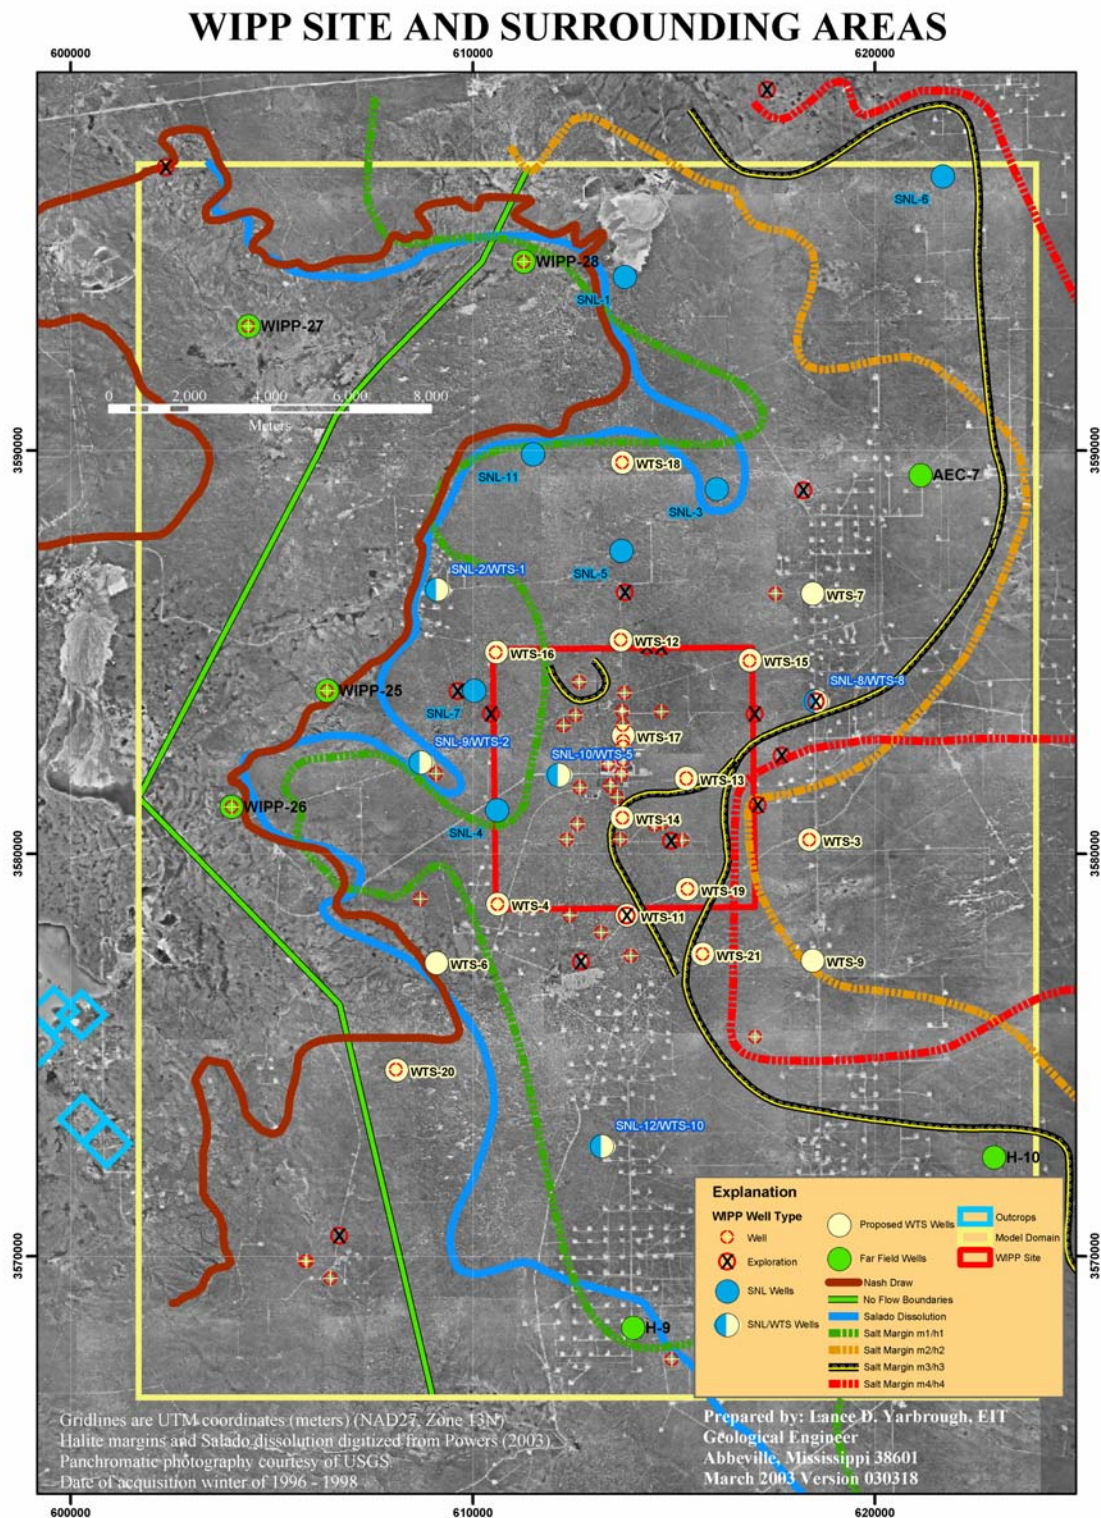 WIPP SITE AND SURROUNDING AREAS
600000
610000
620000
SNL-6
WIPP-28
SNL-1
WIPP-27
0 2,000 4,000 6,000 8,000
Meters
3590000
3590000
WTS-18
SNL-11
AEC-7
SNL-3
SNL-2/WTS-1
SNL-5
WTS-7
WTS-12
WTS-16
WTS-15
SNL-8/WTS-8
WIPP-25
SNL-7
WTS-17
SNL-9/WTS-2
SNL-10/WTS-5
WTS-13
WIPP-26
WTS-14
SNL-4
WTS-3
3580000
3580000
WTS-19
WTS-4
WTS-11
WTS-21
WTS-6
WTS-9
WTS-20
SNL-12/WTS-10
H-10
3570000
3570000
H-9
Explanation
WIPP Well Type
Well
Exploration
SNL Wells
SNL/WTS Wells
Proposed WTS Wells
Far Field Wells
Outcrops
Model Domain
WIPP Site
Nash Draw
No Flow Boundaries
Salado Dissolution
Salt Margin m1/h1
Salt Margin m2/h2
Salt Margin m3/h3
Salt Margin m4/h4
Gridlines are UTM coordinates (meters) (NAD27, Zone 13N)
Halite margins and Salado dissolution digitized from Powers (2003)
Panchromatic photography courtesy of USGS
Date of acquisition winter of 1996 - 1998
Prepared by: Lance D. Yarbrough, EIT
Geological Engineer
Abbeville, Mississippi 38601
March 2003 Version 030318
600000
610000
620000